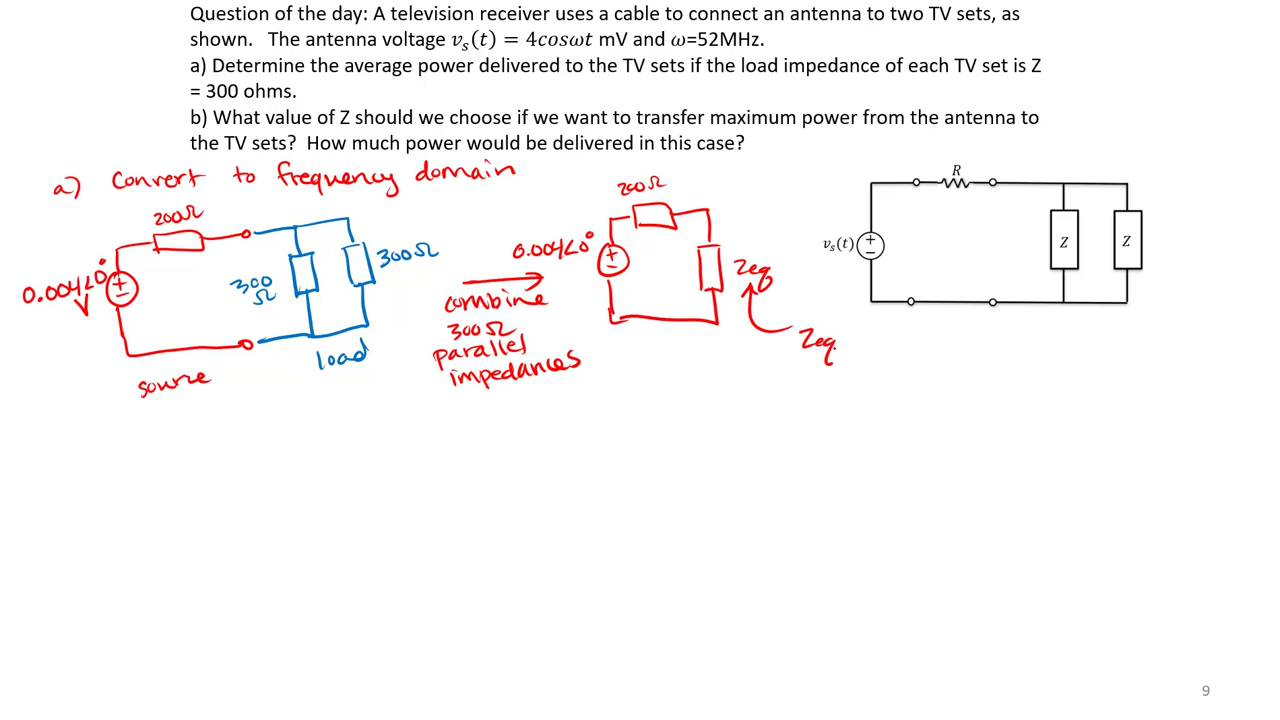 Question of the day: A television receiver uses a cable to connect an antenna to two TV sets, as
shown. The antenna voltage vₛ(t) = 4cosωt mV and ω=52MHz.
a) Determine the average power delivered to the TV sets if the load impedance of each TV set is Z
= 300 ohms.
b) What value of Z should we choose if we want to transfer maximum power from the antenna to
the TV sets? How much power would be delivered in this case?
a) Convert to frequency domain
200Ω
0.004∠0°
V
300
Ω
300Ω
source
load
combine
300Ω
parallel
impedances
200Ω
0.004∠0°
Zeq
Zeq.
R
vₛ(t)
Z
Z
9